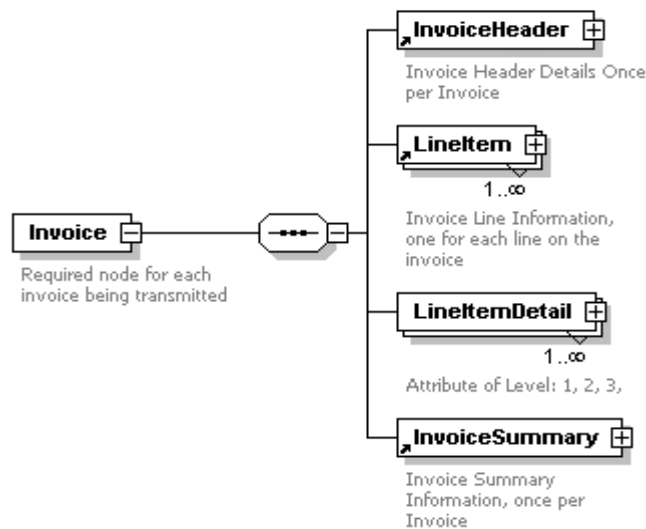 InvoiceHeader
Invoice Header Details Once
per Invoice
LineItem
1..∞
Invoice Line Information,
one for each line on the
invoice
Invoice
Required node for each
invoice being transmitted
LineItemDetail
1..∞
Attribute of Level: 1, 2, 3,
InvoiceSummary
Invoice Summary
Information, once per
Invoice